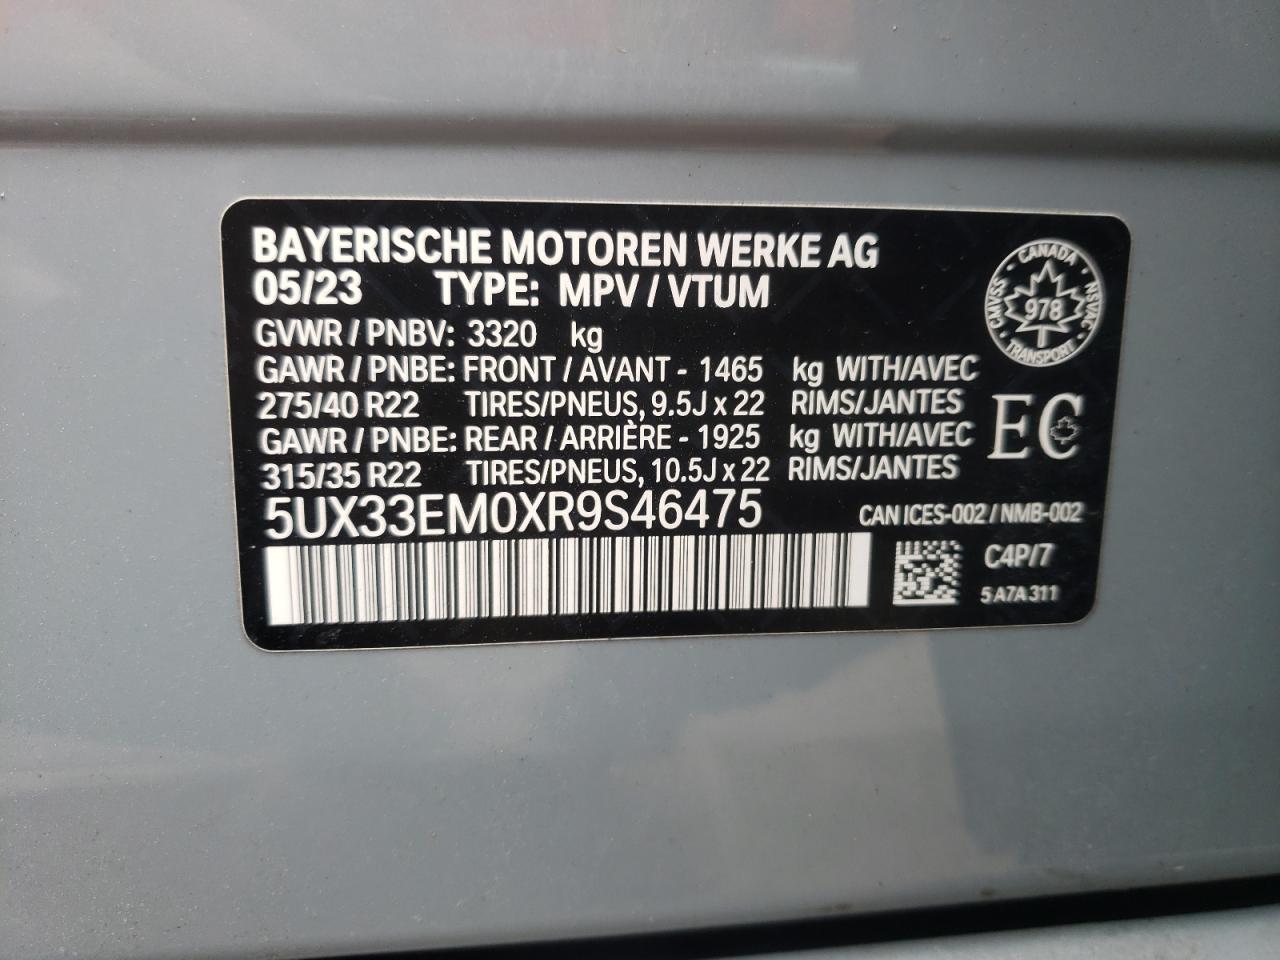 BAYERISCHE MOTOREN WERKE AG
05/23 TYPE: MPV / VTUM
GVWR / PNBV: 3320 kg
GAWR / PNBE: FRONT / AVANT - 1465 kg WITH/AVEC
275/40 R22 TIRES/PNEUS, 9.5J x 22 RIMS/JANTES
GAWR / PNBE: REAR / ARRIÈRE - 1925 kg WITH/AVEC
315/35 R22 TIRES/PNEUS, 10.5J x 22 RIMS/JANTES
5UX33EM0XR9S46475
CANADA
CMVSS NSVAC
978
TRANSPORT
EC
CAN ICES-002 / NMB-002
C4P/7
5 A7A 311